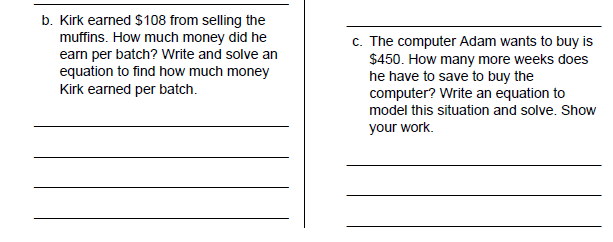 b. Kirk earned $108 from selling the
muffins. How much money did he
earn per batch? Write and solve an
equation to find how much money
Kirk earned per batch.
c. The computer Adam wants to buy is
$450. How many more weeks does
he have to save to buy the
computer? Write an equation to
model this situation and solve. Show
your work.